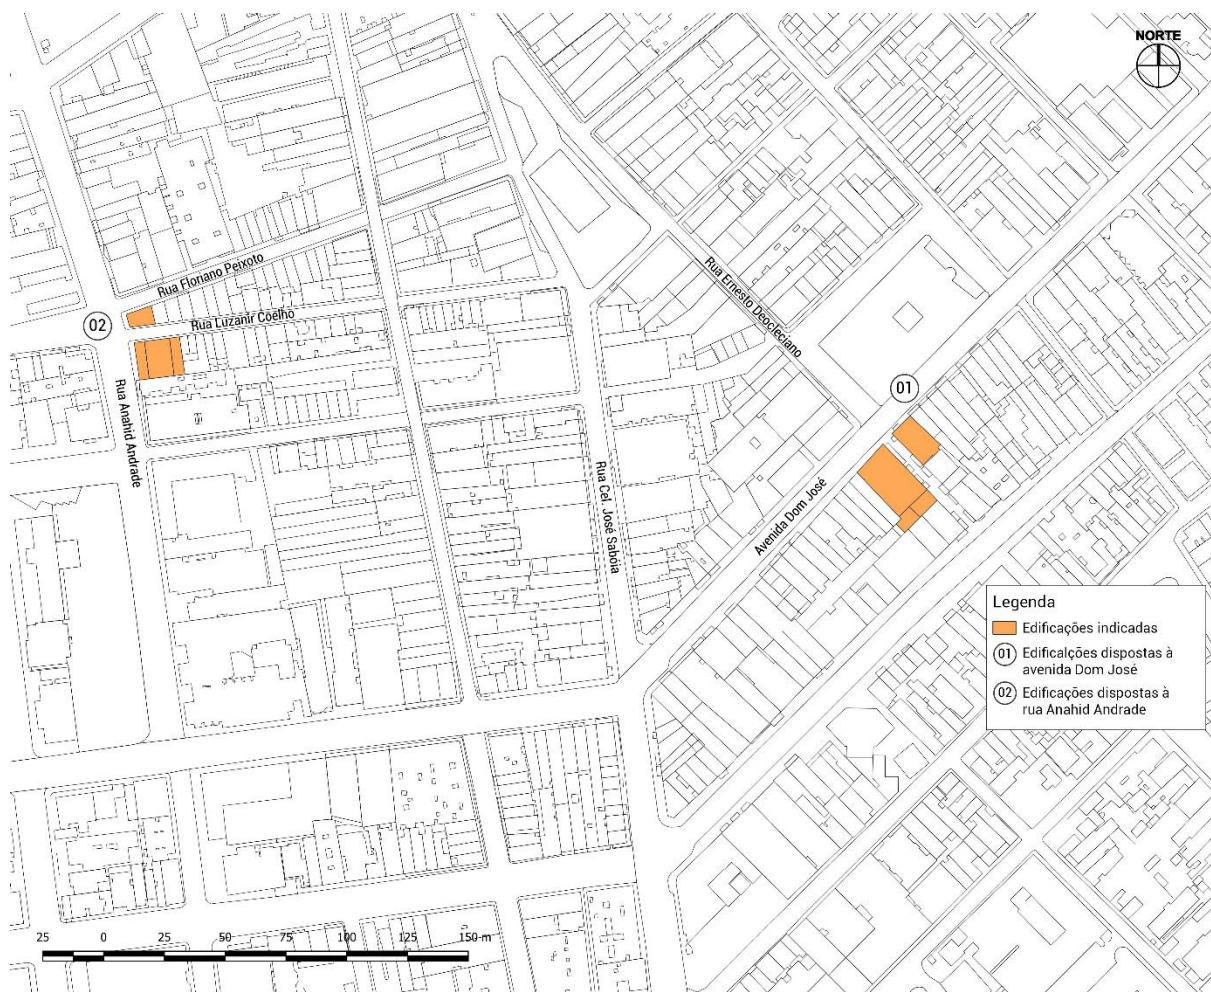 NORTE
Rua Floriano Peixoto
Rua Luzanir Coelho
02
Rua Ernesto Deocleciano
01
Rua Anahid Andrade
Rua Cel. José Sabóia
Avenida Dom José
Legenda
Edificações indicadas
01 Edificalções dispostas à
avenida Dom José
02 Edificações dispostas à
rua Anahid Andrade
25 0 25 50 75 100 125 150 m